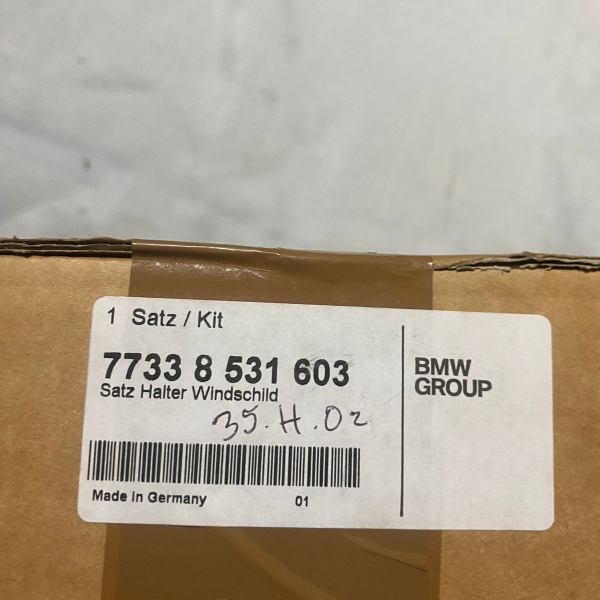 1 Satz / Kit
7733 8 531 603
Satz Halter Windschild
35.H.02
BMW
GROUP
Made in Germany 01